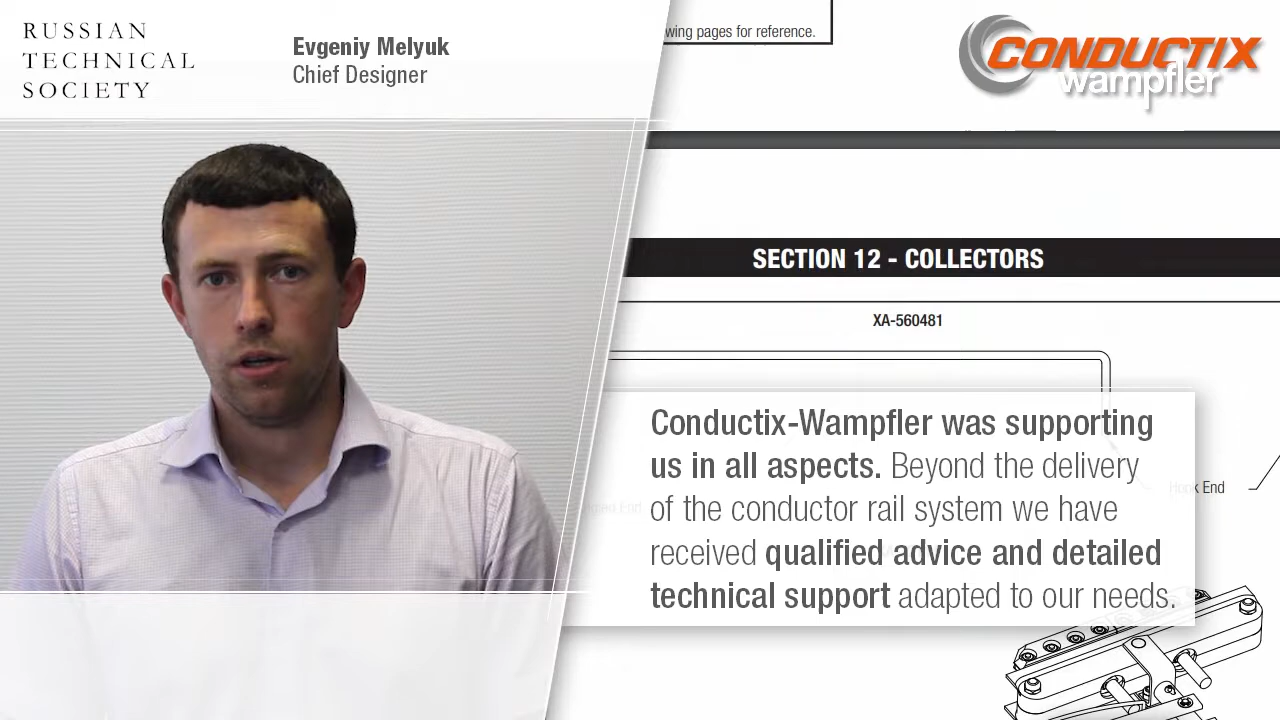 RUSSIAN
TECHNICAL
SOCIETY
Evgeniy Melyuk
Chief Designer
wing pages for reference.
CONDUCTIX
wampfler
SECTION 12 - COLLECTORS
XA-560481
Conductix-Wampfler was supporting
us in all aspects. Beyond the delivery
of the conductor rail system we have
received qualified advice and detailed
technical support adapted to our needs.
End